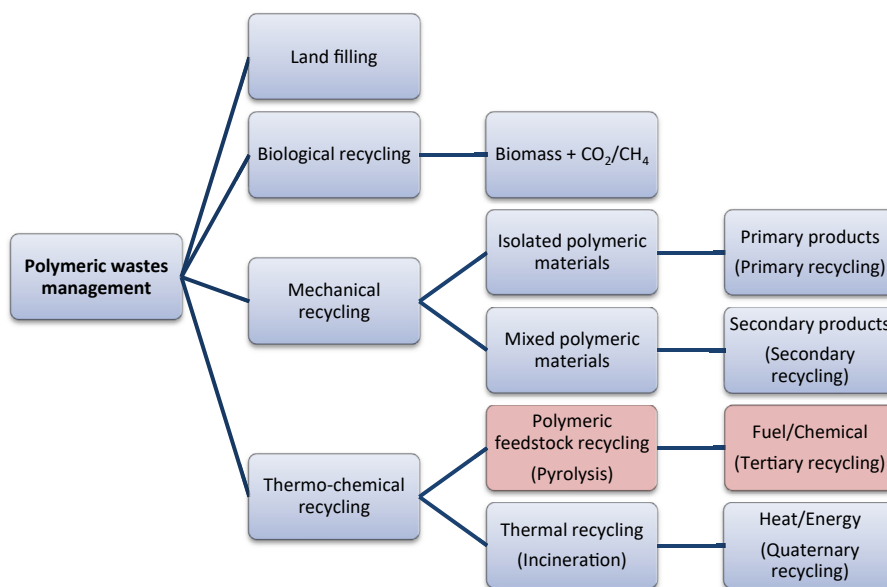 Land filling
Biological recycling
Biomass + CO₂/CH₄
Polymeric wastes
management
Mechanical
recycling
Isolated polymeric
materials
Primary products
(Primary recycling)
Mixed polymeric
materials
Secondary products
(Secondary
recycling)
Thermo-chemical
recycling
Polymeric
feedstock recycling
(Pyrolysis)
Fuel/Chemical
(Tertiary recycling)
Thermal recycling
(Incineration)
Heat/Energy
(Quaternary
recycling)